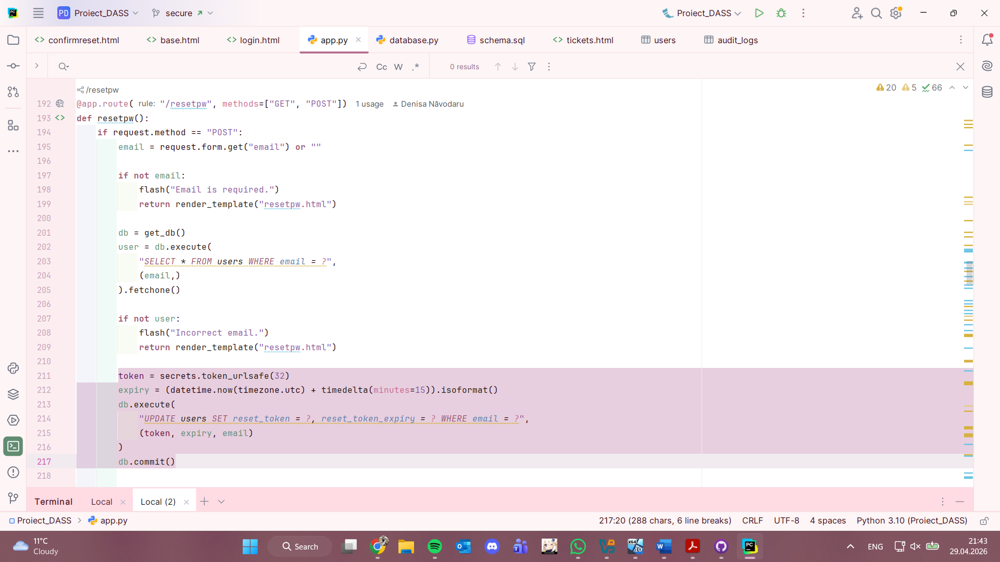 PD Proiect_DASS secure Proiect_DASS
confirmreset.html base.html login.html app.py database.py schema.sql tickets.html users audit_logs
Cc W .* 0 results
/resetpw 20 5 66
192 @app.route( rule: "/resetpw", methods=["GET", "POST"]) 1 usage Denisa Năvodaru
193 def resetpw():
194 if request.method == "POST":
195 email = request.form.get("email") or ""
196
197 if not email:
198 flash("Email is required.")
199 return render_template("resetpw.html")
200
201 db = get_db()
202 user = db.execute(
203 "SELECT * FROM users WHERE email = ?",
204 (email,)
205 ).fetchone()
206
207 if not user:
208 flash("Incorrect email.")
209 return render_template("resetpw.html")
210
211 token = secrets.token_urlsafe(32)
212 expiry = (datetime.now(timezone.utc) + timedelta(minutes=15)).isoformat()
213 db.execute(
214 "UPDATE users SET reset_token = ?, reset_token_expiry = ? WHERE email = ?",
215 (token, expiry, email)
216 )
217 db.commit()
218
Terminal Local Local (2)
Proiect_DASS app.py 217:20 (288 chars, 6 line breaks) CRLF UTF-8 4 spaces Python 3.10 (Proiect_DASS)
11°C
Cloudy
Search
ENG
21:43
29.04.2026